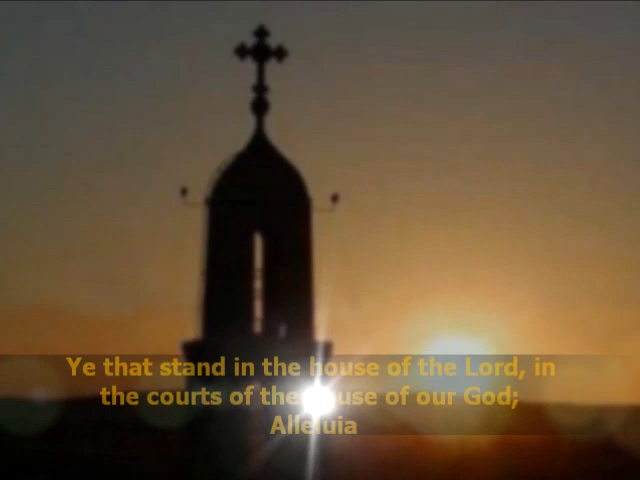 Ye that stand in the house of the Lord, in
the courts of the house of our God;
Alleluia